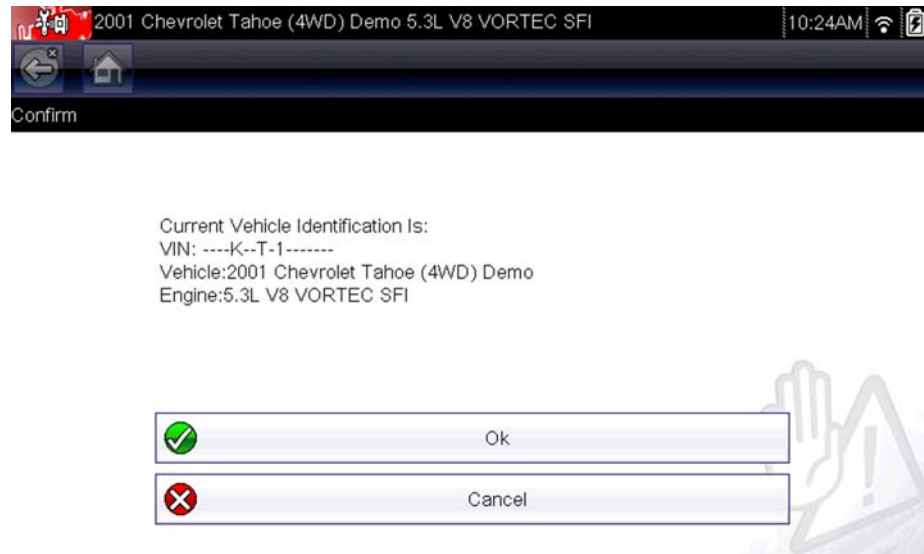 2001 Chevrolet Tahoe (4WD) Demo 5.3L V8 VORTEC SFI
10:24AM
Confirm
Current Vehicle Identification Is:
VIN: ----K--T-1-------
Vehicle:2001 Chevrolet Tahoe (4WD) Demo
Engine:5.3L V8 VORTEC SFI
Ok
Cancel